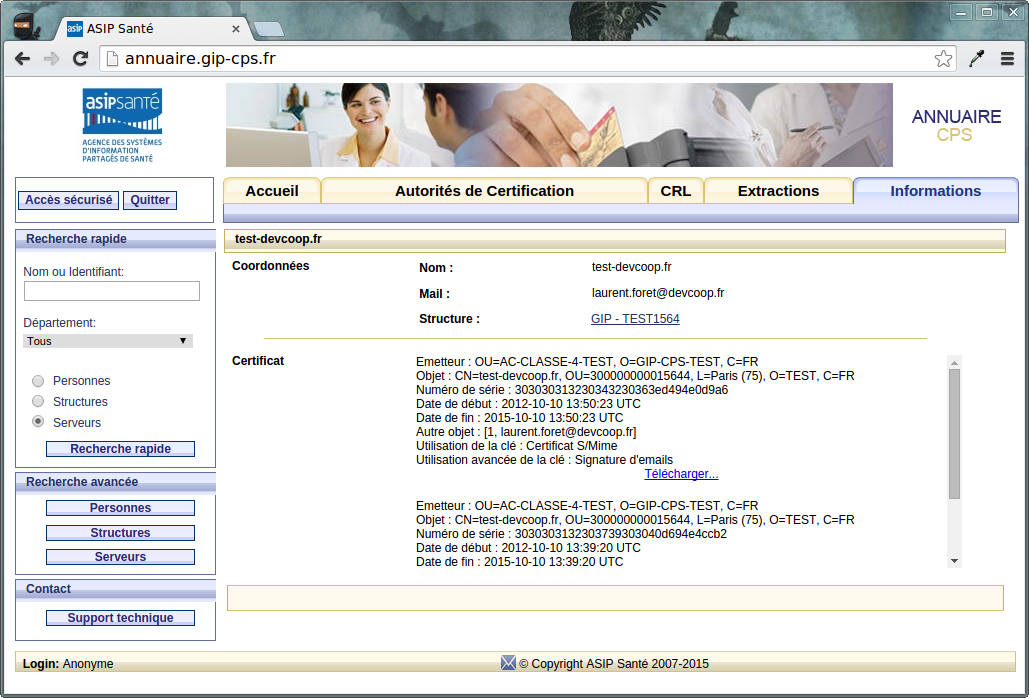 ASIP Santé
annuaire.gip-cps.fr
asipsanté
AGENCE DES SYSTÈMES
D'INFORMATION
PARTAGÉS DE SANTÉ
ANNUAIRE
CPS
Accès sécurisé Quitter
Accueil Autorités de Certification CRL Extractions Informations
Recherche rapide
Nom ou Identifiant:
Département:
Tous
Personnes
Structures
Serveurs
Recherche rapide
Recherche avancée
Personnes
Structures
Serveurs
Contact
Support technique
test-devcoop.fr
Coordonnées
Nom : test-devcoop.fr
Mail : laurent.foret@devcoop.fr
Structure : GIP - TEST1564
Certificat
Emetteur : OU=AC-CLASSE-4-TEST, O=GIP-CPS-TEST, C=FR
Objet : CN=test-devcoop.fr, OU=300000000015644, L=Paris (75), O=TEST, C=FR
Numéro de série : 303030313230343230363ed494e0d9a6
Date de début : 2012-10-10 13:50:23 UTC
Date de fin : 2015-10-10 13:50:23 UTC
Autre objet : [1, laurent.foret@devcoop.fr]
Utilisation de la clé : Certificat S/Mime
Utilisation avancée de la clé : Signature d'emails
Télécharger...
Emetteur : OU=AC-CLASSE-4-TEST, O=GIP-CPS-TEST, C=FR
Objet : CN=test-devcoop.fr, OU=300000000015644, L=Paris (75), O=TEST, C=FR
Numéro de série : 3030303132303739303040d694e4ccb2
Date de début : 2012-10-10 13:39:20 UTC
Date de fin : 2015-10-10 13:39:20 UTC
Login: Anonyme
© Copyright ASIP Santé 2007-2015